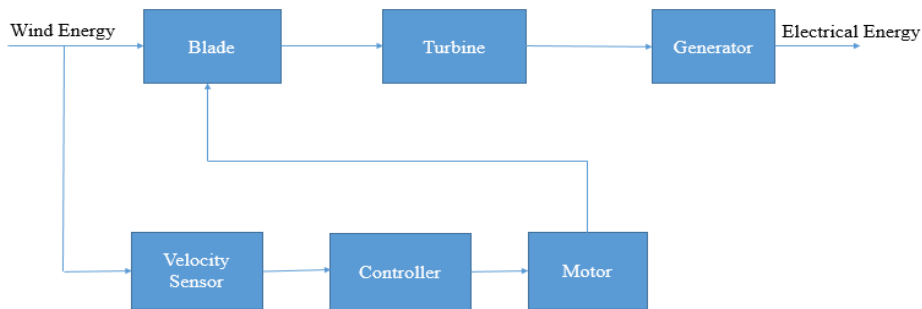 Wind Energy
Blade
Turbine
Generator
Electrical Energy
Velocity
Sensor
Controller
Motor